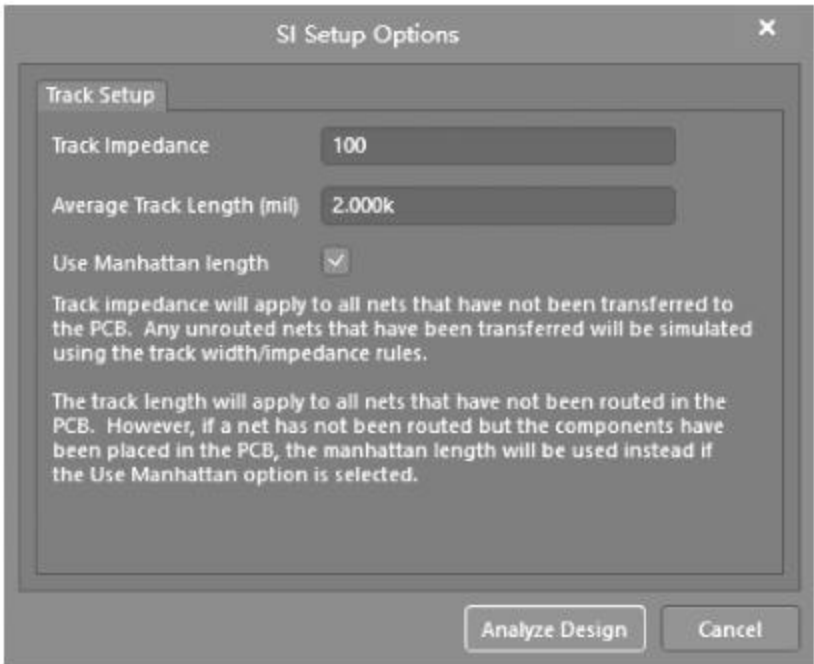 SI Setup Options
Track Setup
Track Impedance 100
Average Track Length (mil) 2.000k
Use Manhattan length
Track impedance will apply to all nets that have not been transferred to
the PCB. Any unrouted nets that have been transferred will be simulated
using the track width/impedance rules.
The track length will apply to all nets that have not been routed in the
PCB. However, if a net has not been routed but the components have
been placed in the PCB, the manhattan length will be used instead if
the Use Manhattan option is selected.
Analyze Design Cancel